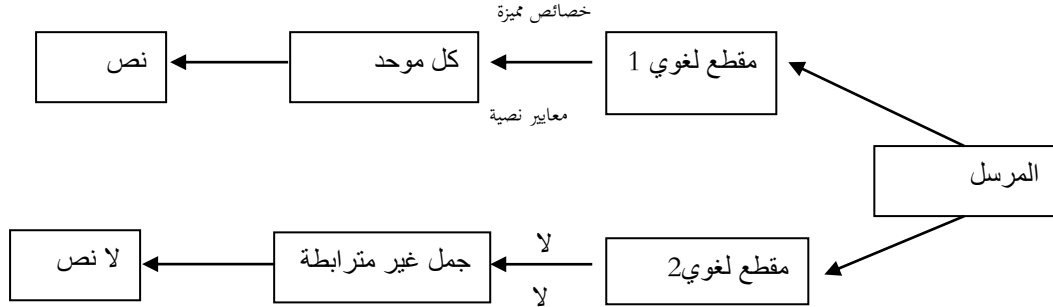 خصائص مميزة
مقطع لغوي 1
كل موحد
نص
معايير نصية
المرسل
لا
مقطع لغوي2
جمل غير مترابطة
لا نص
لا